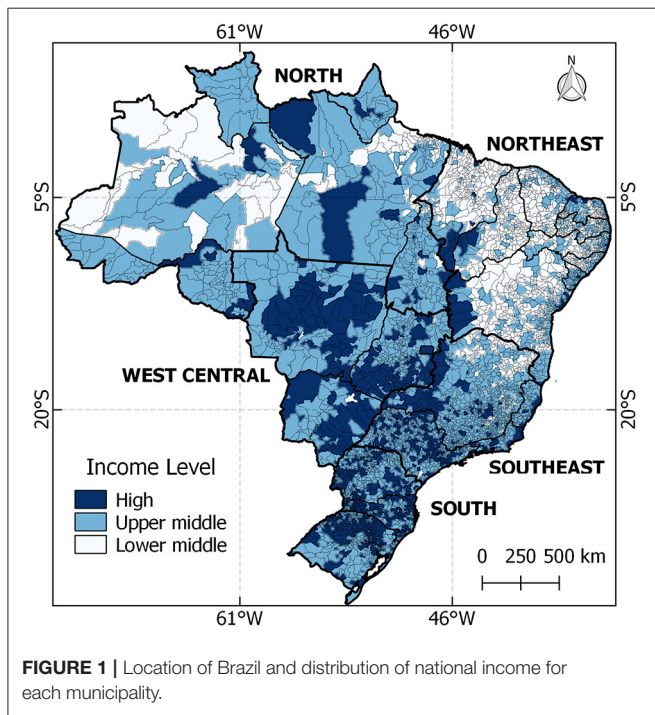 61°W 46°W
N
NORTH
NORTHEAST
5°S 5°S
WEST CENTRAL
20°S 20°S
SOUTHEAST
SOUTH
Income Level
High
Upper middle
Lower middle
0 250 500 km
61°W 46°W
FIGURE 1 | Location of Brazil and distribution of national income for
each municipality.